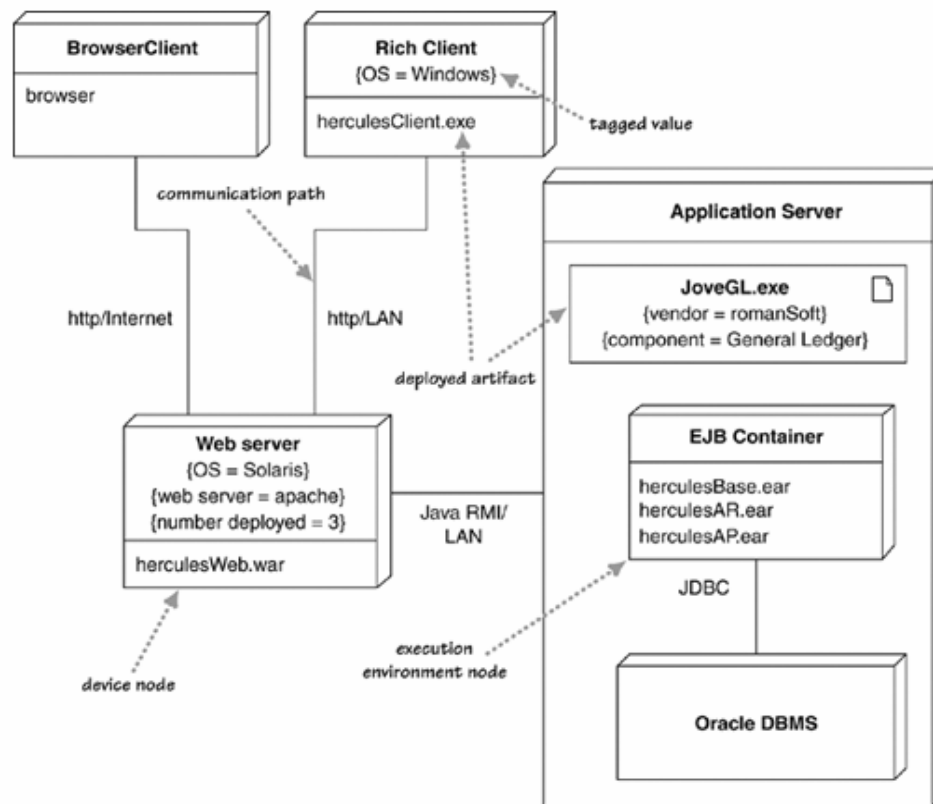 BrowserClient
browser
Rich Client
{OS = Windows}
herculesClient.exe
tagged value
communication path
Application Server
JoveGL.exe
{vendor = romanSoft}
{component = General Ledger}
http/Internet
http/LAN
deployed artifact
Web server
{OS = Solaris}
{web server = apache}
{number deployed = 3}
herculesWeb.war
Java RMI/
LAN
EJB Container
herculesBase.ear
herculesAR.ear
herculesAP.ear
JDBC
device node
execution
environment node
Oracle DBMS